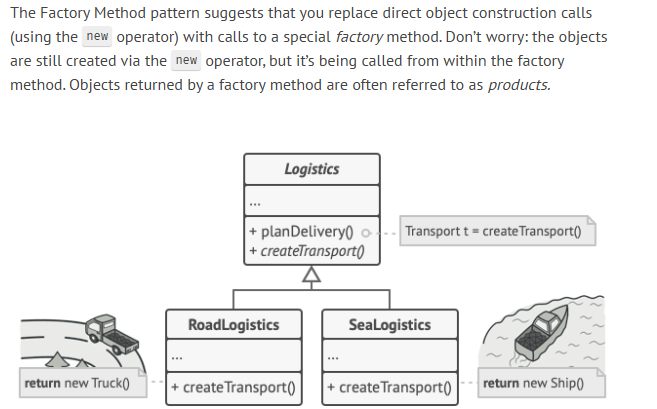 The Factory Method pattern suggests that you replace direct object construction calls
(using the new operator) with calls to a special factory method. Don’t worry: the objects
are still created via the new operator, but it’s being called from within the factory
method. Objects returned by a factory method are often referred to as products.
Logistics
...
+ planDelivery()
+ createTransport()
Transport t = createTransport()
RoadLogistics
...
+ createTransport()
return new Truck()
SeaLogistics
...
+ createTransport()
return new Ship()